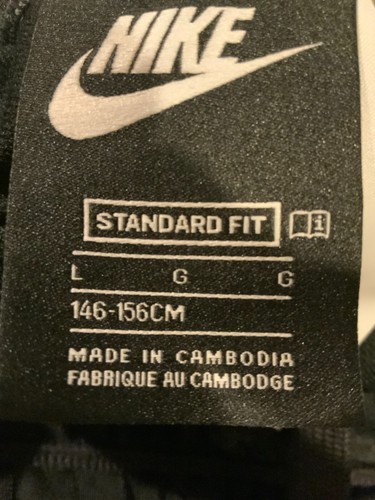 NIKE
STANDARD FIT i
L G G
146-156CM
MADE IN CAMBODIA
FABRIQUE AU CAMBODGE